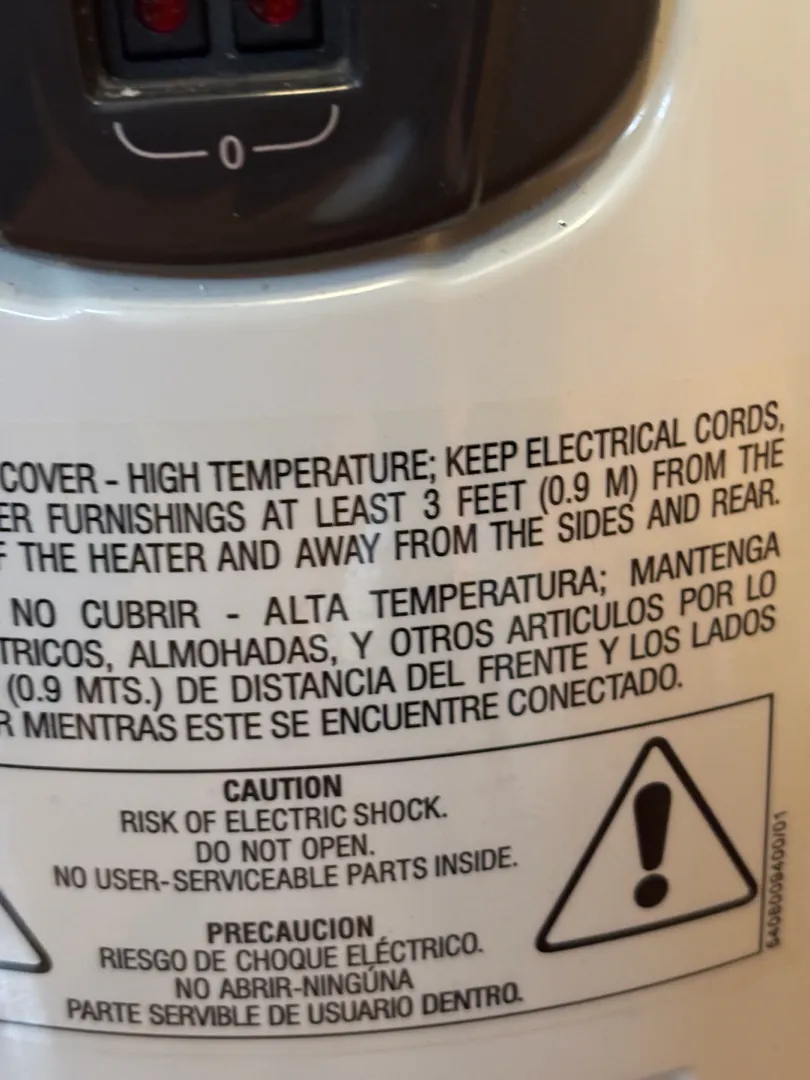 0
COVER - HIGH TEMPERATURE; KEEP ELECTRICAL CORDS,
ER FURNISHINGS AT LEAST 3 FEET (0.9 M) FROM THE
F THE HEATER AND AWAY FROM THE SIDES AND REAR.
NO CUBRIR - ALTA TEMPERATURA; MANTENGA
TRICOS, ALMOHADAS, Y OTROS ARTICULOS POR LO
(0.9 MTS.) DE DISTANCIA DEL FRENTE Y LOS LADOS
R MIENTRAS ESTE SE ENCUENTRE CONECTADO.
CAUTION
RISK OF ELECTRIC SHOCK.
DO NOT OPEN.
NO USER-SERVICEABLE PARTS INSIDE.
PRECAUCION
RIESGO DE CHOQUE ELÉCTRICO.
NO ABRIR-NINGÚNA
PARTE SERVIBLE DE USUARIO DENTRO.
5408009400/01